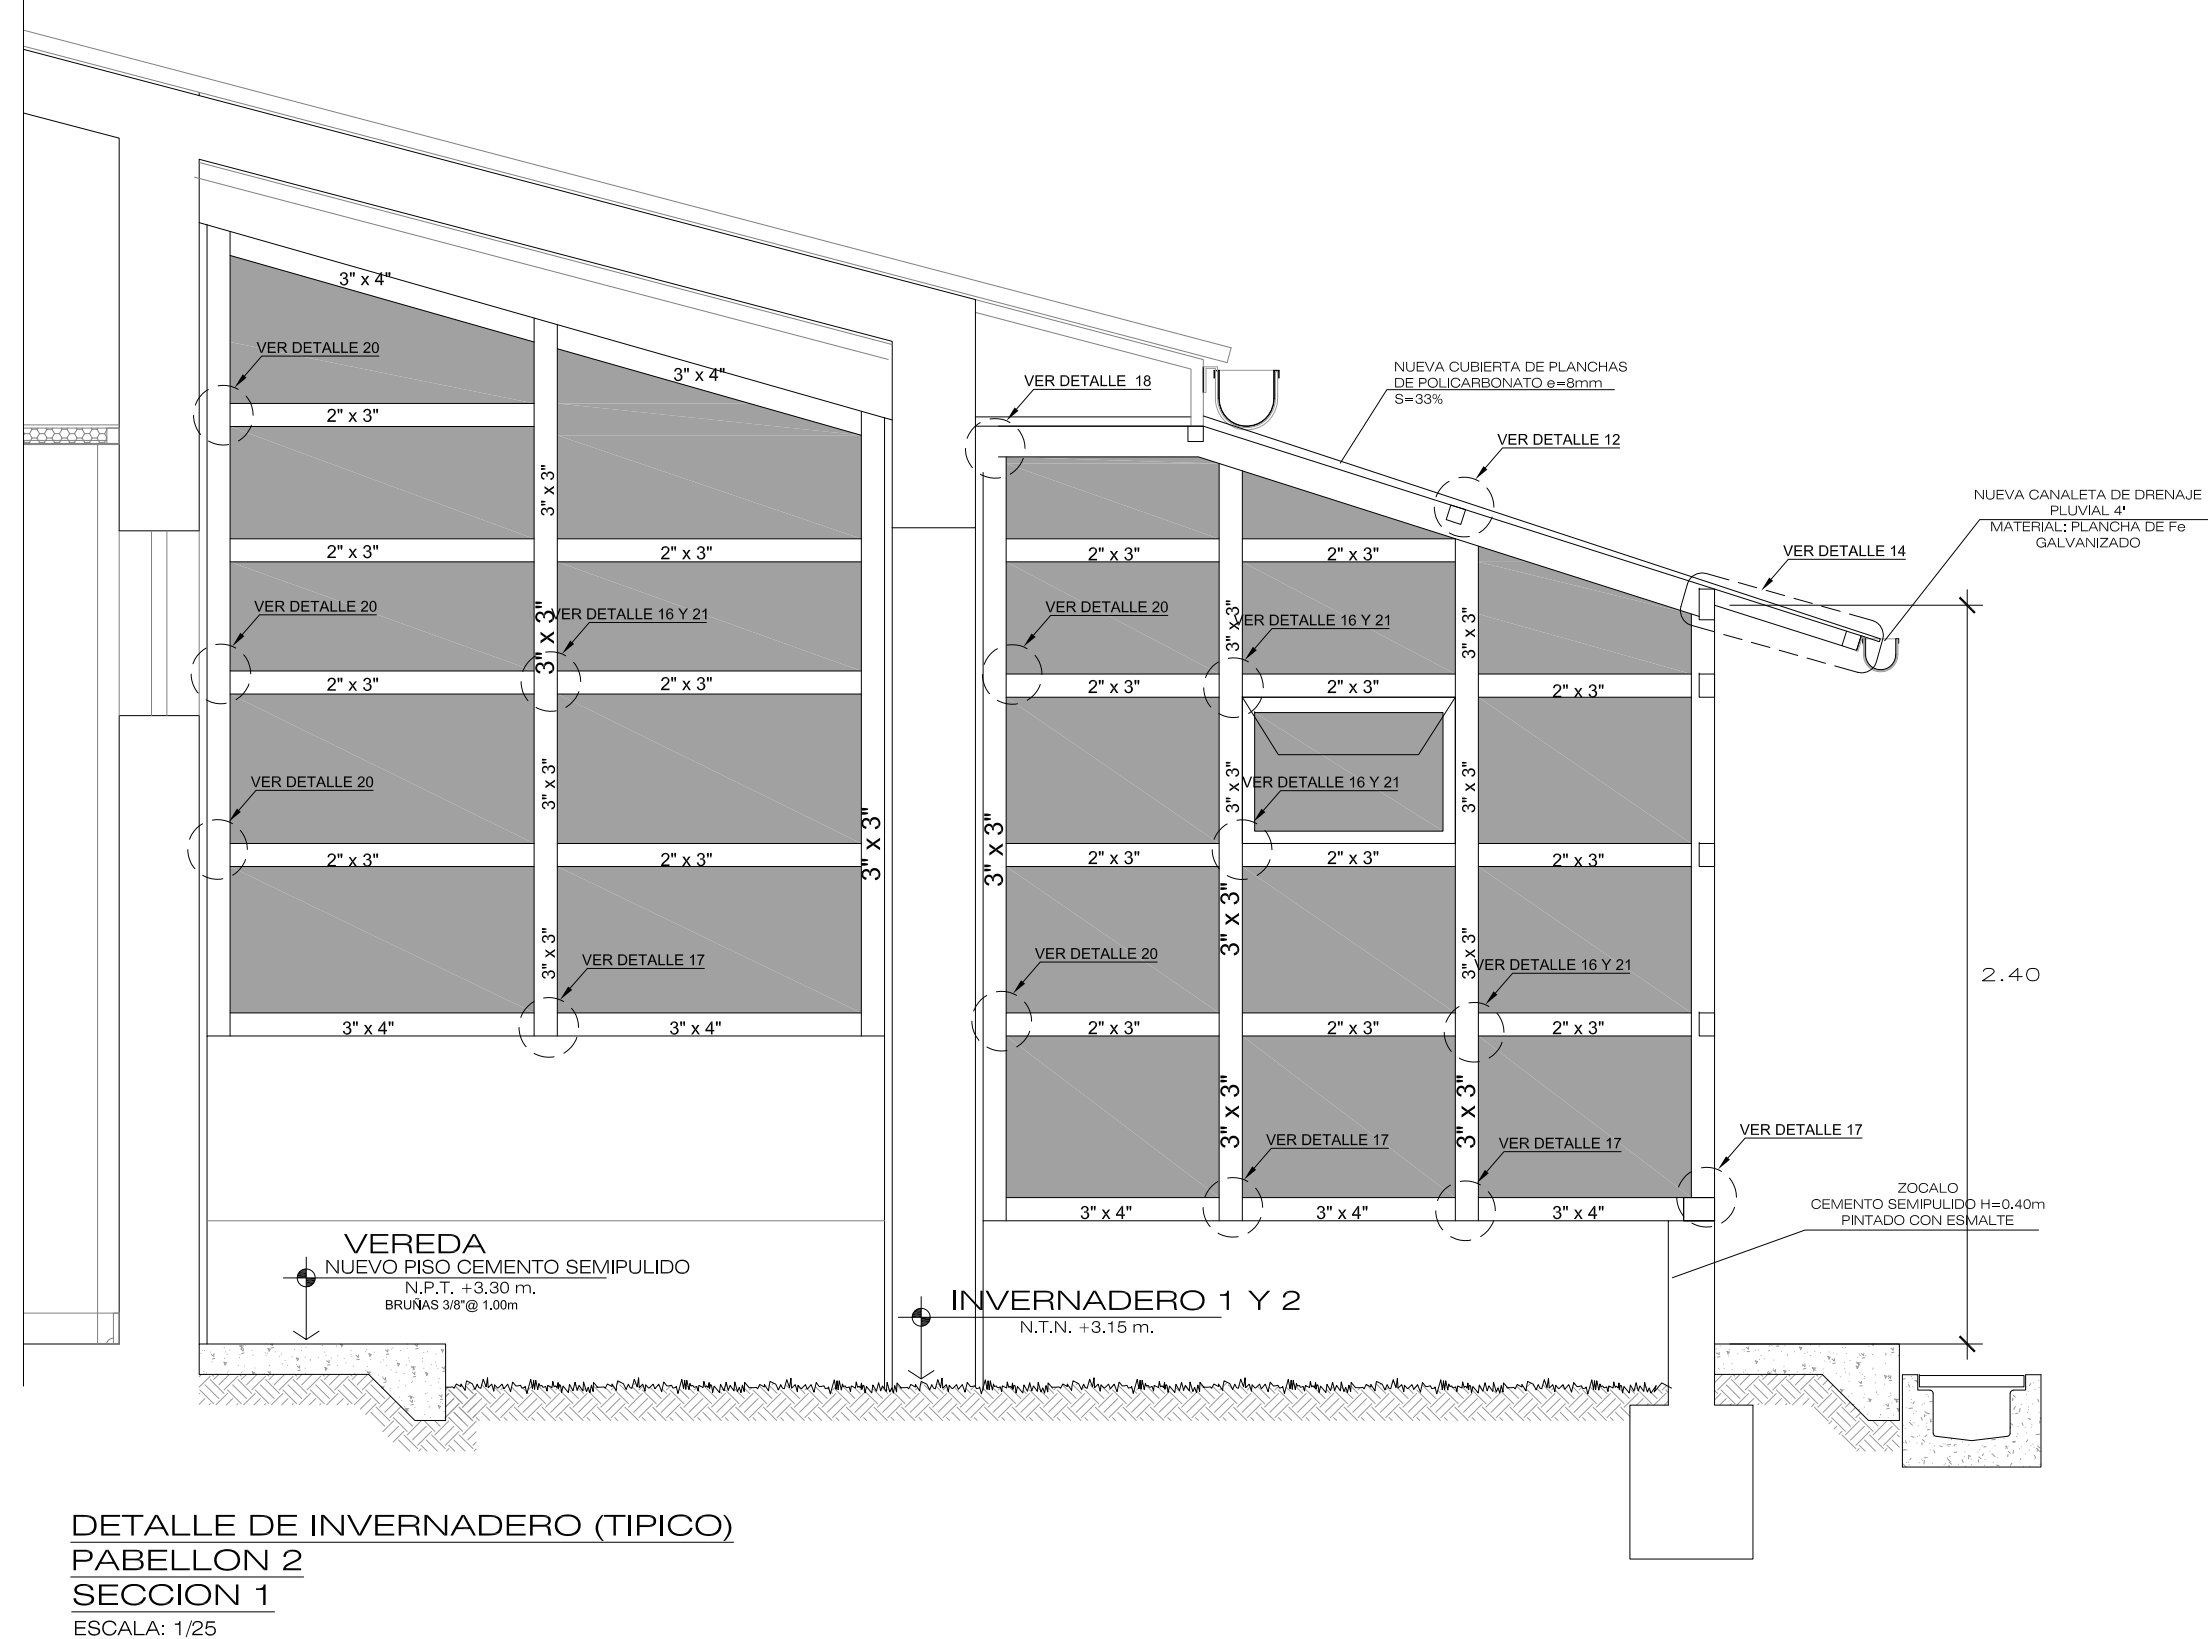 3" x 4"
VER DETALLE 20
3" x 4"
VER DETALLE 18
NUEVA CUBIERTA DE PLANCHAS
DE POLICARBONATO e=8mm
S=33%
2" x 3"
VER DETALLE 12
3" x 3"
NUEVA CANALETA DE DRENAJE
PLUVIAL 4"
MATERIAL: PLANCHA DE Fe
GALVANIZADO
2" x 3"
2" x 3"
2" x 3"
2" x 3"
VER DETALLE 14
VER DETALLE 20
3" x 3"
VER DETALLE 16 Y 21
VER DETALLE 20
3" x 3"
VER DETALLE 16 Y 21
3" x 3"
2" x 3"
2" x 3"
2" x 3"
2" x 3"
2" x 3"
VER DETALLE 20
3" x 3"
3" x 3"
VER DETALLE 16 Y 21
3" x 3"
3" x 3"
3" x 3"
2" x 3"
2" x 3"
2" x 3"
2" x 3"
2" x 3"
3" x 3"
3" x 3"
VER DETALLE 17
VER DETALLE 20
3" x 3"
VER DETALLE 16 Y 21
2.40
3" x 4"
3" x 4"
2" x 3"
2" x 3"
2" x 3"
3" x 3"
3" x 3"
VER DETALLE 17
VER DETALLE 17
VER DETALLE 17
3" x 4"
3" x 4"
3" x 4"
ZOCALO
CEMENTO SEMIPULIDO H=0.40m
PINTADO CON ESMALTE
VEREDA
NUEVO PISO CEMENTO SEMIPULIDO
N.P.T. +3.30 m.
BRUÑAS 3/8"@ 1.00m
INVERNADERO 1 Y 2
N.T.N. +3.15 m.
DETALLE DE INVERNADERO (TIPICO)
PABELLON 2
SECCION 1
ESCALA: 1/25